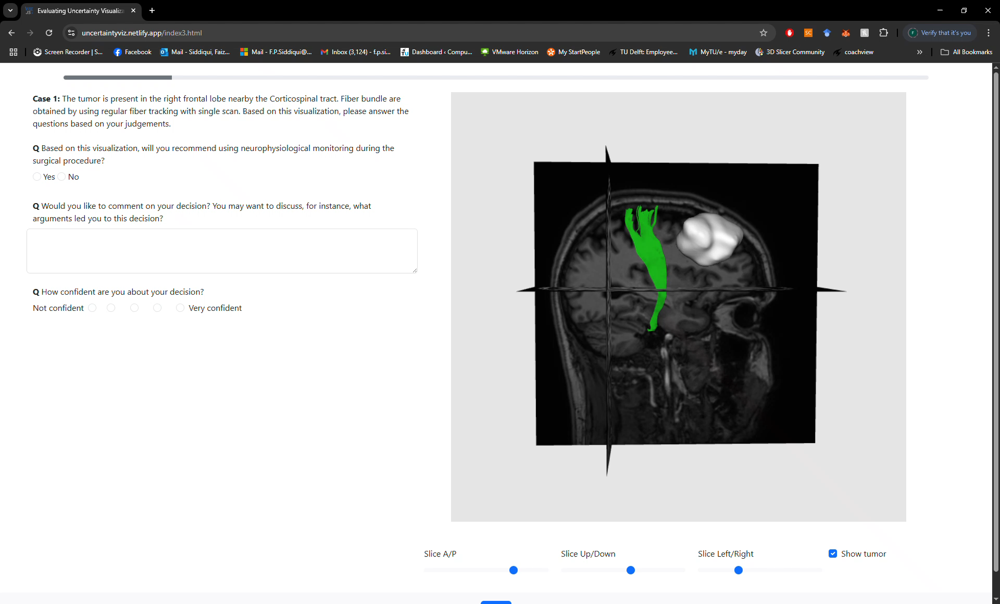 Evaluating Uncertainty Visualiza
uncertaintyviz.netlify.app/index3.html
SC
F Verify that it's you
Screen Recorder | S...
Facebook
Mail - Siddiqui, Faiz...
Mail - F.P.Siddiqui@...
Inbox (3,124) - f.p.si...
Dashboard ‹ Compu...
VMware Horizon
My StartPeople
TU Delft: Employee...
MyTU/e - myday
3D Slicer Community
coachview
All Bookmarks
Case 1: The tumor is present in the right frontal lobe nearby the Corticospinal tract. Fiber bundle are
obtained by using regular fiber tracking with single scan. Based on this visualization, please answer the
questions based on your judgements.
Q Based on this visualization, will you recommend using neurophysiological monitoring during the
surgical procedure?
Yes No
Q Would you like to comment on your decision? You may want to discuss, for instance, what
arguments led you to this decision?
Q How confident are you about your decision?
Not confident Very confident
Slice A/P
Slice Up/Down
Slice Left/Right
Show tumor